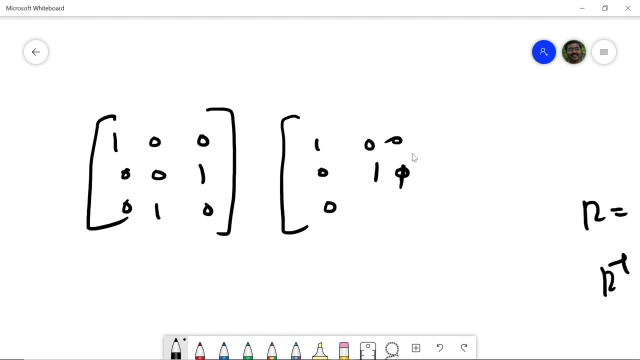 Microsoft Whiteboard
1 0 0 1 0 0
0 0 1 0 1 0
0 1 0 0
n =
n⁻¹